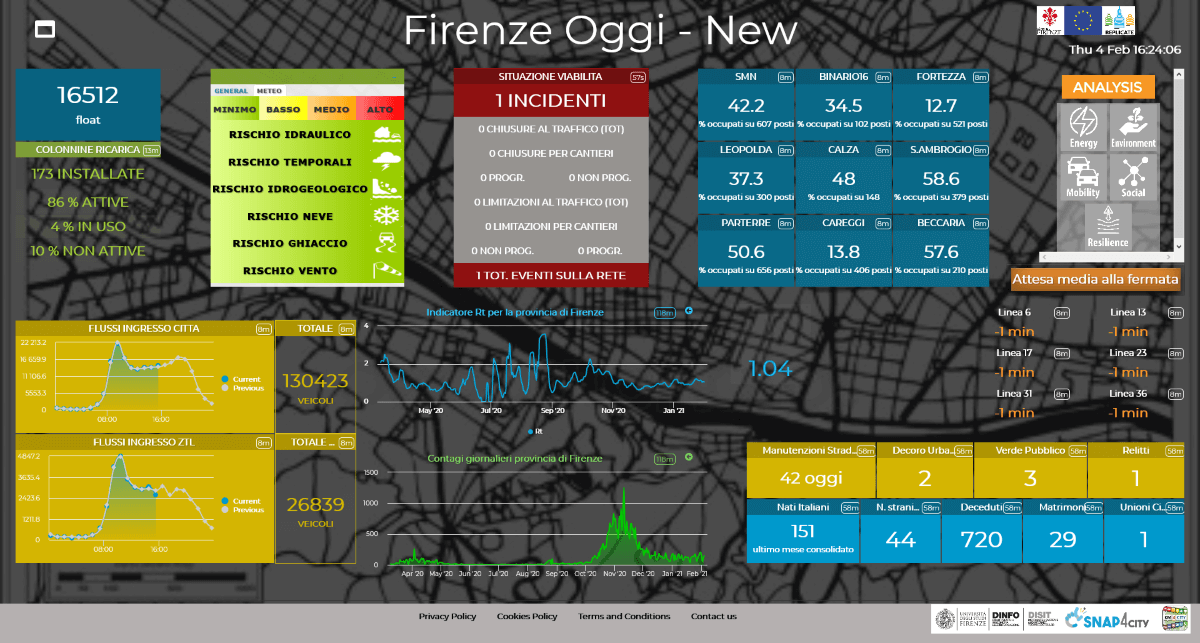 Firenze Oggi - New
FIRENZE
REPLICATE
Thu 4 Feb 16:24:06
16512
float
COLONNINE RICARICA 13m
173 INSTALLATE
86 % ATTIVE
4 % IN USO
10 % NON ATTIVE
GENERAL METEO
MINIMO BASSO MEDIO ALTO
RISCHIO IDRAULICO
RISCHIO TEMPORALI
RISCHIO IDROGEOLOGICO
RISCHIO NEVE
RISCHIO GHIACCIO
RISCHIO VENTO
SITUAZIONE VIABILITA 57s
1 INCIDENTI
0 CHIUSURE AL TRAFFICO (TOT)
0 CHIUSURE PER CANTIERI
0 PROGR. 0 NON PROG.
0 LIMITAZIONI AL TRAFFICO (TOT)
0 LIMITAZIONI PER CANTIERI
0 NON PROG. 0 PROGR.
1 TOT. EVENTI SULLA RETE
SMN 8m BINARIO16 8m FORTEZZA 8m
42.2 34.5 12.7
% occupati su 607 posti % occupati su 102 posti % occupati su 521 posti
LEOPOLDA 8m CALZA 8m S.AMBROGIO 8m
37.3 48 58.6
% occupati su 300 posti % occupati su 148 % occupati su 379 posti
PARTERRE 8m CAREGGI 8m BECCARIA 8m
50.6 13.8 57.6
% occupati su 656 posti % occupati su 406 posti % occupati su 210 posti
ANALYSIS
Energy Environment
Mobility Social
Resilience
Attesa media alla fermata
Linea 6 8m Linea 13 8m
-1 min -1 min
Linea 17 8m Linea 23 8m
-1 min -1 min
Linea 31 8m Linea 36 8m
-1 min -1 min
FLUSSI INGRESSO CITTA 8m TOTALE 8m
22 213.2
16 659.9
11 106.6
5553.3
0
08:00 16:00
Current
Previous
130423
VEICOLI
FLUSSI INGRESSO ZTL 8m TOTALE ... 8m
4847.2
3635.4
2423.6
1211.8
0
08:00 16:00
Current
Previous
26839
VEICOLI
Indicatore Rt per la provincia di Firenze 118m
4
2
0
May '20 Jul '20 Sep '20 Nov '20 Jan '21
Rt
1.04
Contagi giornalieri provincia di Firenze 118m
1500
1000
500
0
Apr '20 May '20 Jun '20 Jul '20 Aug '20 Sep '20 Oct '20 Nov '20 Dec '20 Jan '21 Feb '21
Manutenzioni Strad... 58m Decoro Urba... 58m Verde Pubblico 58m Relitti 58m
42 oggi 2 3 1
Nati Italiani 58m N. strani... 58m Deceduti 58m Matrimoni 58m Unioni Ci... 58m
151 44 720 29 1
ultimo mese consolidato
Privacy Policy Cookies Policy Terms and Conditions Contact us
UNIVERSITÀ DEGLI STUDI FIRENZE DINFO DISIT SNAP4CITY